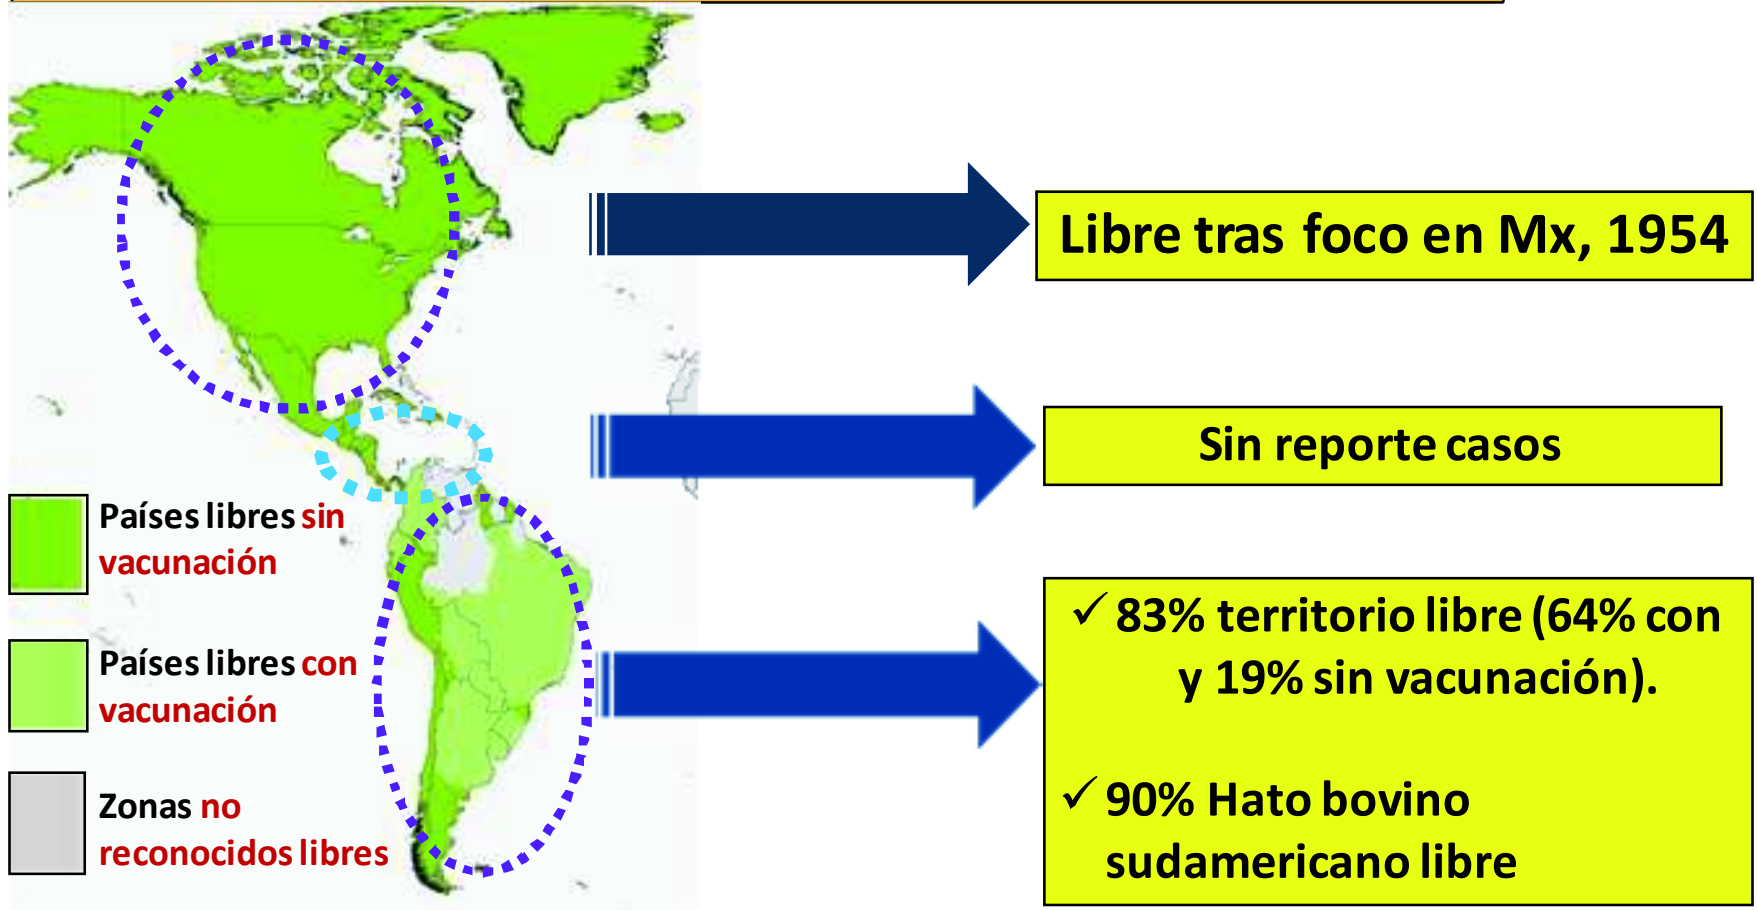 Libre tras foco en Mx, 1954
Sin reporte casos
Países libres sin
vacunación
Países libres con
vacunación
Zonas no
reconocidos libres
✓ 83% territorio libre (64% con
y 19% sin vacunación).
✓ 90% Hato bovino
sudamericano libre